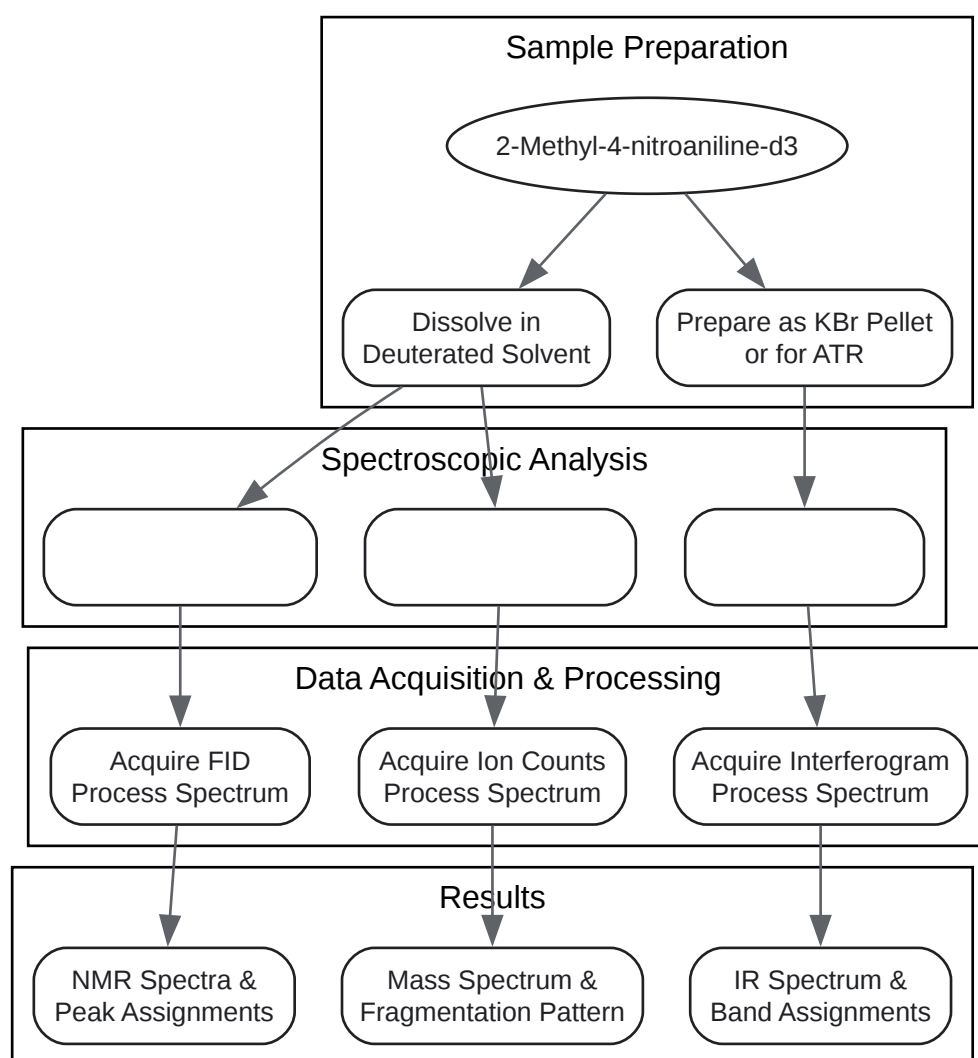 Sample Preparation
2-Methyl-4-nitroaniline-d3
Dissolve in
Deuterated Solvent
Prepare as KBr Pellet
or for ATR
Spectroscopic Analysis
Data Acquisition & Processing
Acquire FID
Process Spectrum
Acquire Ion Counts
Process Spectrum
Acquire Interferogram
Process Spectrum
Results
NMR Spectra &
Peak Assignments
Mass Spectrum &
Fragmentation Pattern
IR Spectrum &
Band Assignments